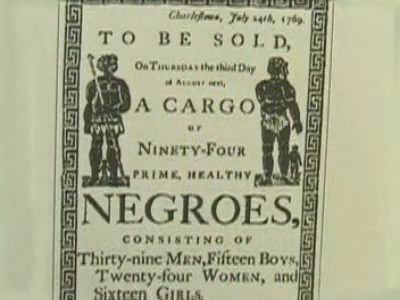 Charlestown, July 24th, 1769.
TO BE SOLD,
On THURSDAY the third Day
of AUGUST next,
A CARGO
OF
NINETY-FOUR
PRIME, HEALTHY
NEGROES,
CONSISTING OF
Thirty-nine MEN, Fifteen BOYS,
Twenty-four WOMEN, and
Sixteen GIRLS.